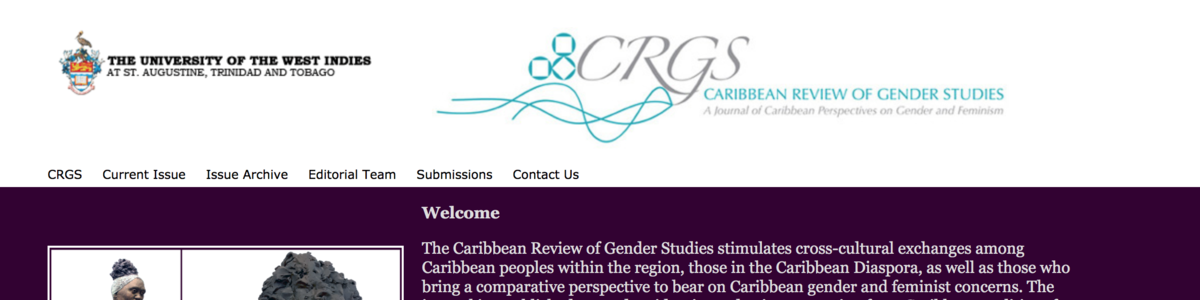 THE UNIVERSITY OF THE WEST INDIES
AT ST. AUGUSTINE, TRINIDAD AND TOBAGO
CRGS
CARIBBEAN REVIEW OF GENDER STUDIES
A Journal of Caribbean Perspectives on Gender and Feminism
CRGS Current Issue Issue Archive Editorial Team Submissions Contact Us
Welcome
The Caribbean Review of Gender Studies stimulates cross-cultural exchanges among
Caribbean peoples within the region, those in the Caribbean Diaspora, as well as those who
bring a comparative perspective to bear on Caribbean gender and feminist concerns. The